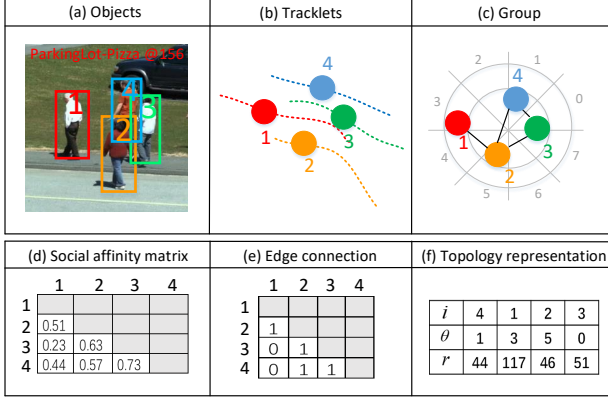 (a) Objects
(b) Tracklets
(c) Group
ParkingLot-Pizza @156
1
4
3
2
4
1
3
2
2
1
3
0
4
7
5
6
4
1
3
2
(d) Social affinity matrix
(e) Edge connection
(f) Topology representation
1 2 3 4
1
2 0.51
3 0.23 0.63
4 0.44 0.57 0.73
1 2 3 4
1
2 1
3 0 1
4 0 1 1
i 4 1 2 3
θ 1 3 5 0
r 44 117 46 51